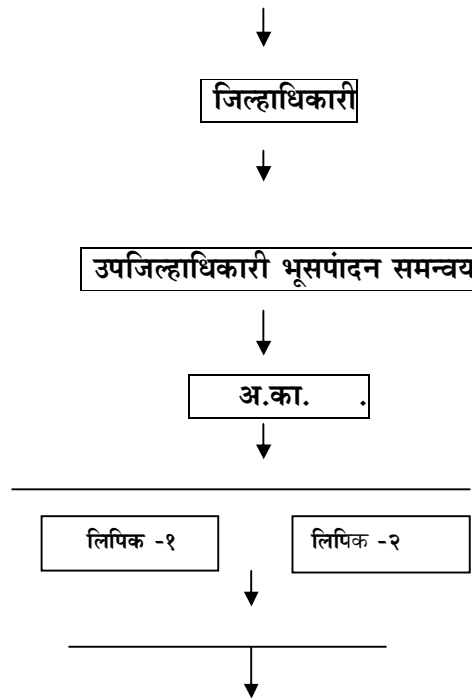 जिल्हाधिकारी
उपजिल्हाधिकारी भूसपांदन समन्वय
अ.का. .
लिपिक -१ लिपिक -२